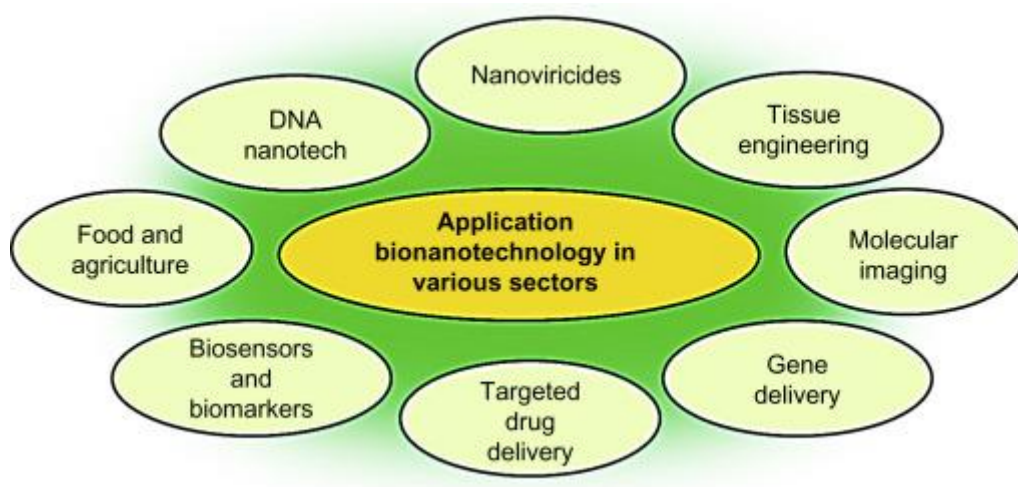 Nanoviricides
DNA
nanotech
Tissue
engineering
Food and
agriculture
Application
bionanotechnology in
various sectors
Molecular
imaging
Biosensors
and
biomarkers
Targeted
drug
delivery
Gene
delivery